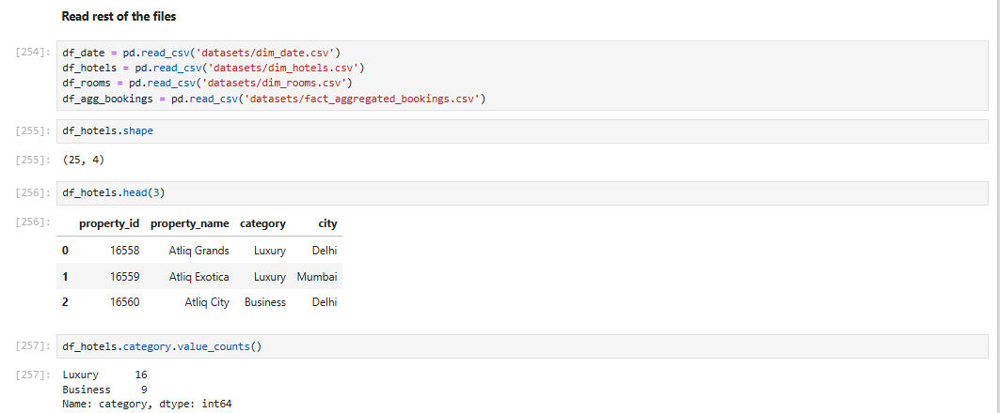 Read rest of the files
[254]: df_date = pd.read_csv('datasets/dim_date.csv')
df_hotels = pd.read_csv('datasets/dim_hotels.csv')
df_rooms = pd.read_csv('datasets/dim_rooms.csv')
df_agg_bookings = pd.read_csv('datasets/fact_aggregated_bookings.csv')
[255]: df_hotels.shape
[255]: (25, 4)
[256]: df_hotels.head(3)
[256]: property_id property_name category city
0 16558 Atliq Grands Luxury Delhi
1 16559 Atliq Exotica Luxury Mumbai
2 16560 Atliq City Business Delhi
[257]: df_hotels.category.value_counts()
[257]: Luxury 16
Business 9
Name: category, dtype: int64